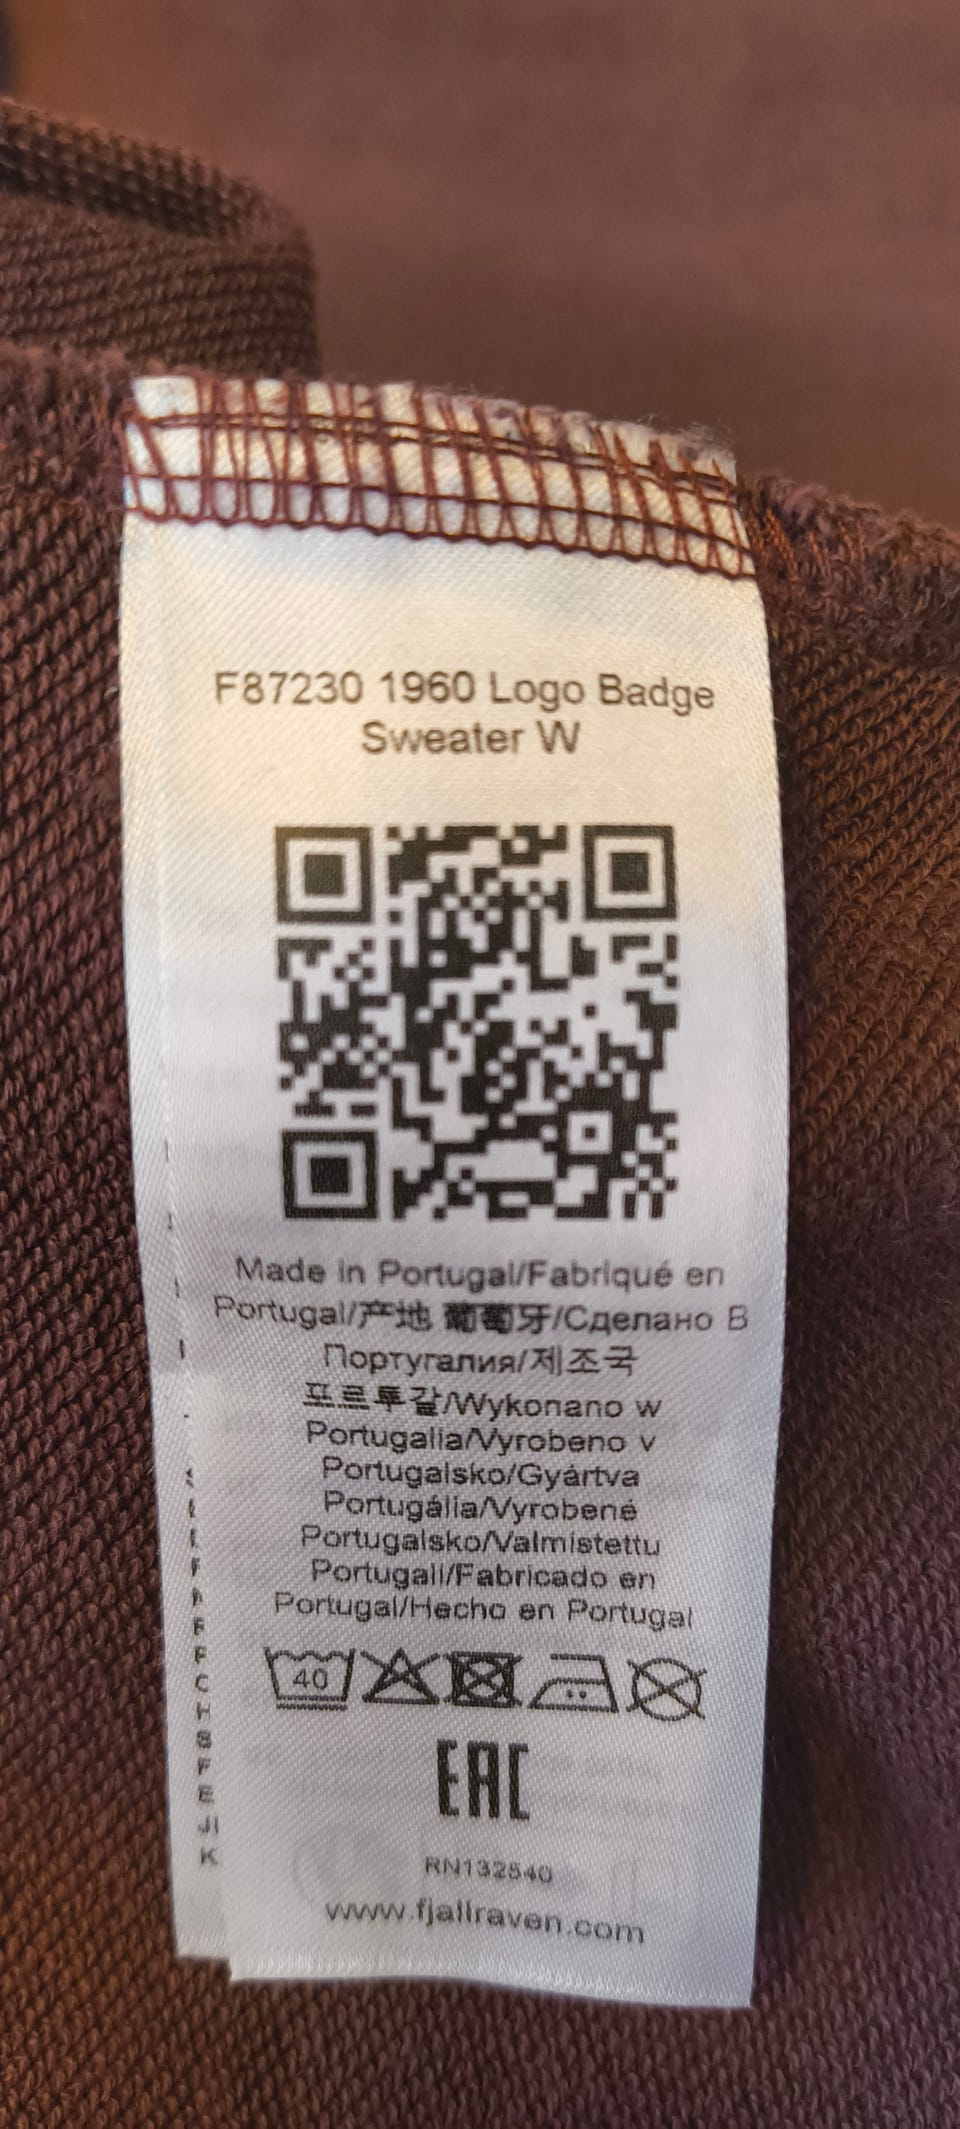 F87230 1960 Logo Badge
Sweater W
Made in Portugal/Fabriqué en
Portugal/产地 葡萄牙/Сделано В
Португалия/제조국
포르투갈/Wykonano w
Portugalia/Vyrobeno v
Portugalsko/Gyártva
Portugália/Vyrobené
Portugalsko/Valmistettu
Portugali/Fabricado en
Portugal/Hecho en Portugal
40
EAC
RN132540
www.fjallraven.com